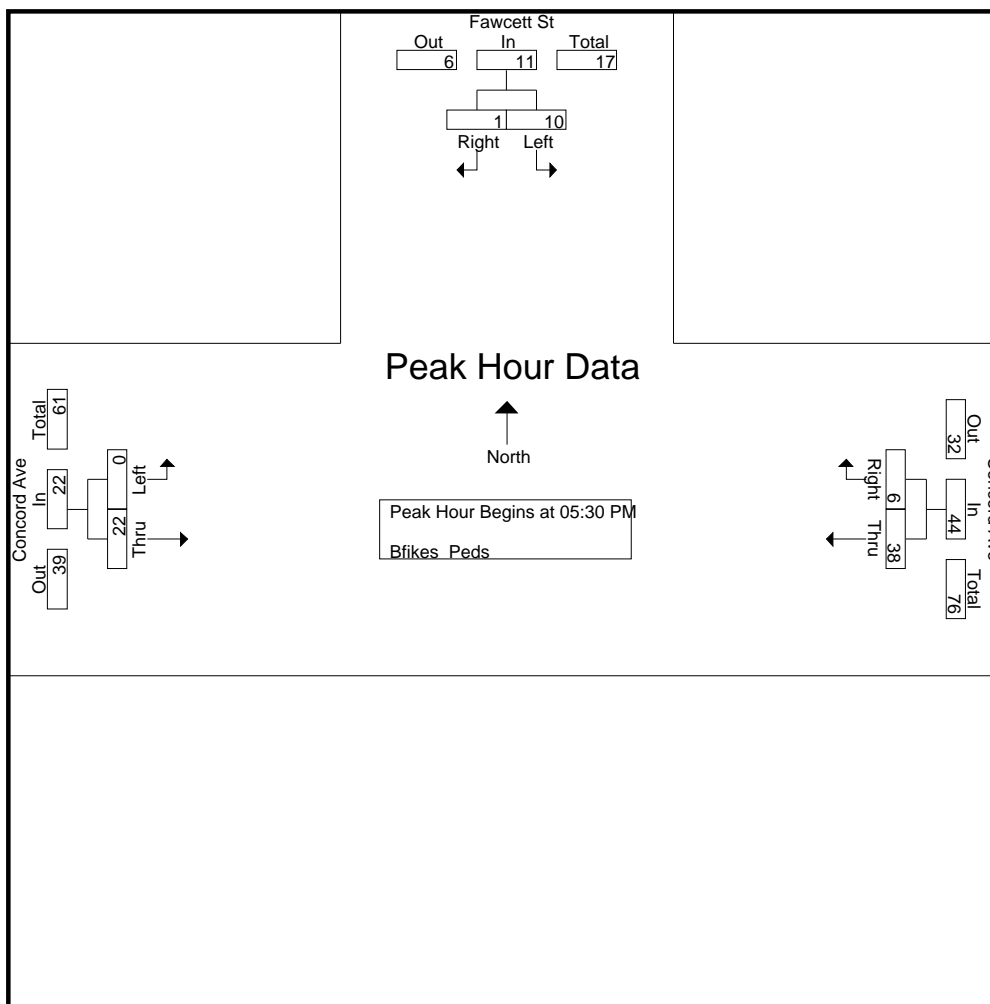 Fawcett St
Out In Total
6 11 17
1 10
Right Left
Peak Hour Data
North
Peak Hour Begins at 05:30 PM
Bfikes Peds
Concord Ave
Total In Out
61 22 39
0 22
Left Thru
Out In Total
32 44 76
6 38
Right Thru